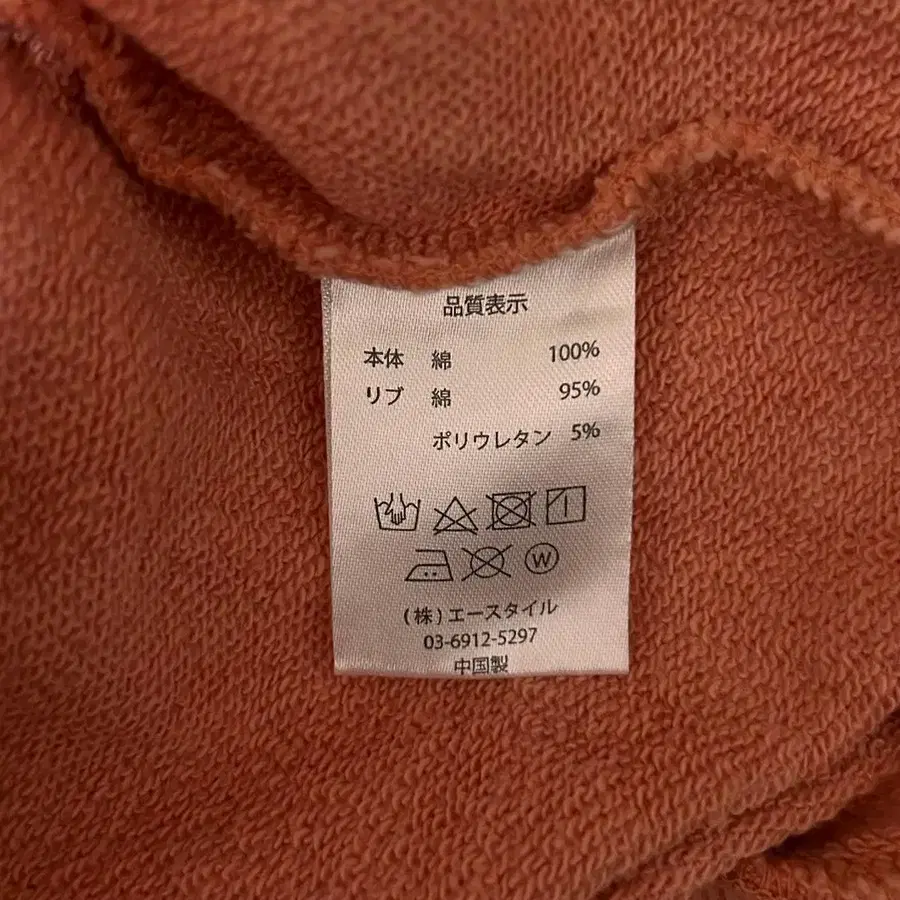 品質表示
本体 綿 100%
リブ 綿 95%
ポリウレタン 5%
W
(株)エースタイル
03-6912-5297
中国製